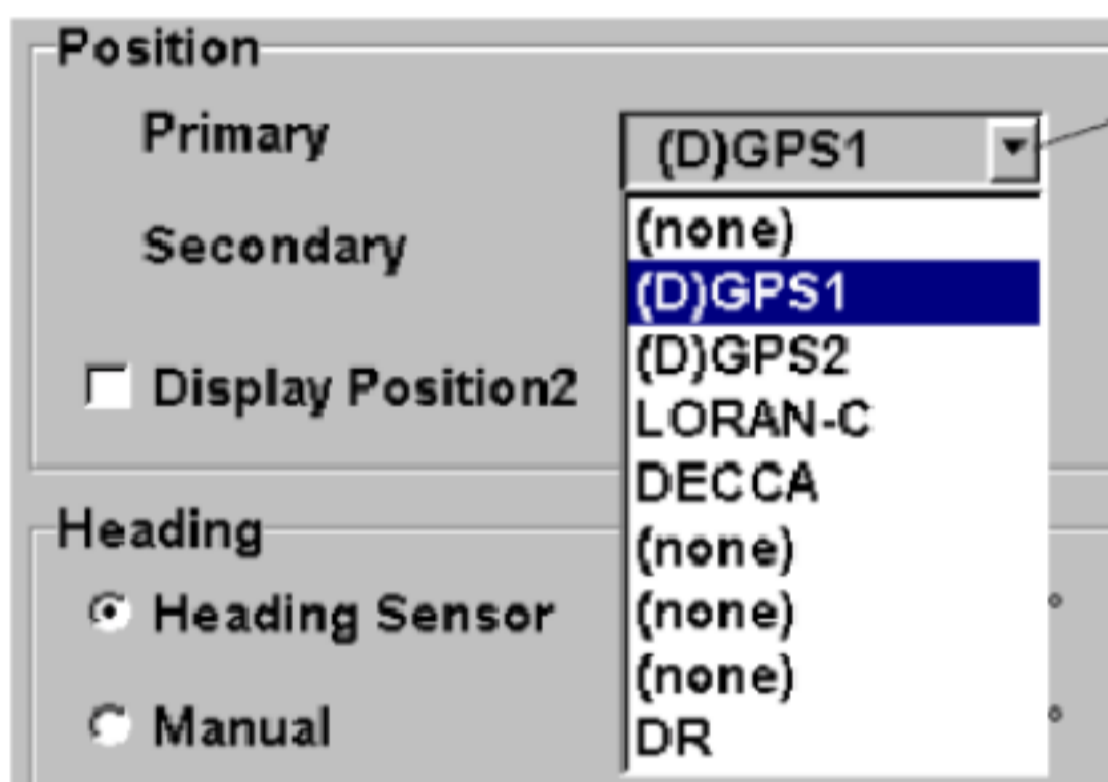 Position
Primary
(D)GPS1
(none)
Secondary
(D)GPS1
(D)GPS2
Display Position2
LORAN-C
DECCA
Heading
(none)
Heading Sensor
(none)
°
(none)
Manual
DR
°